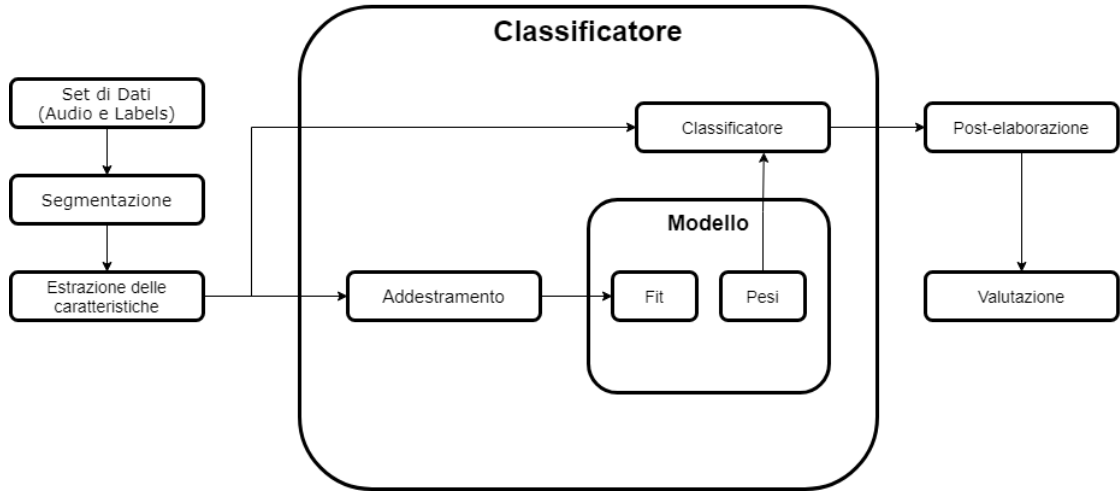 Classificatore
Set di Dati
(Audio e Labels)
Classificatore
Post-elaborazione
Segmentazione
Modello
Estrazione delle
caratteristiche
Addestramento
Fit
Pesi
Valutazione